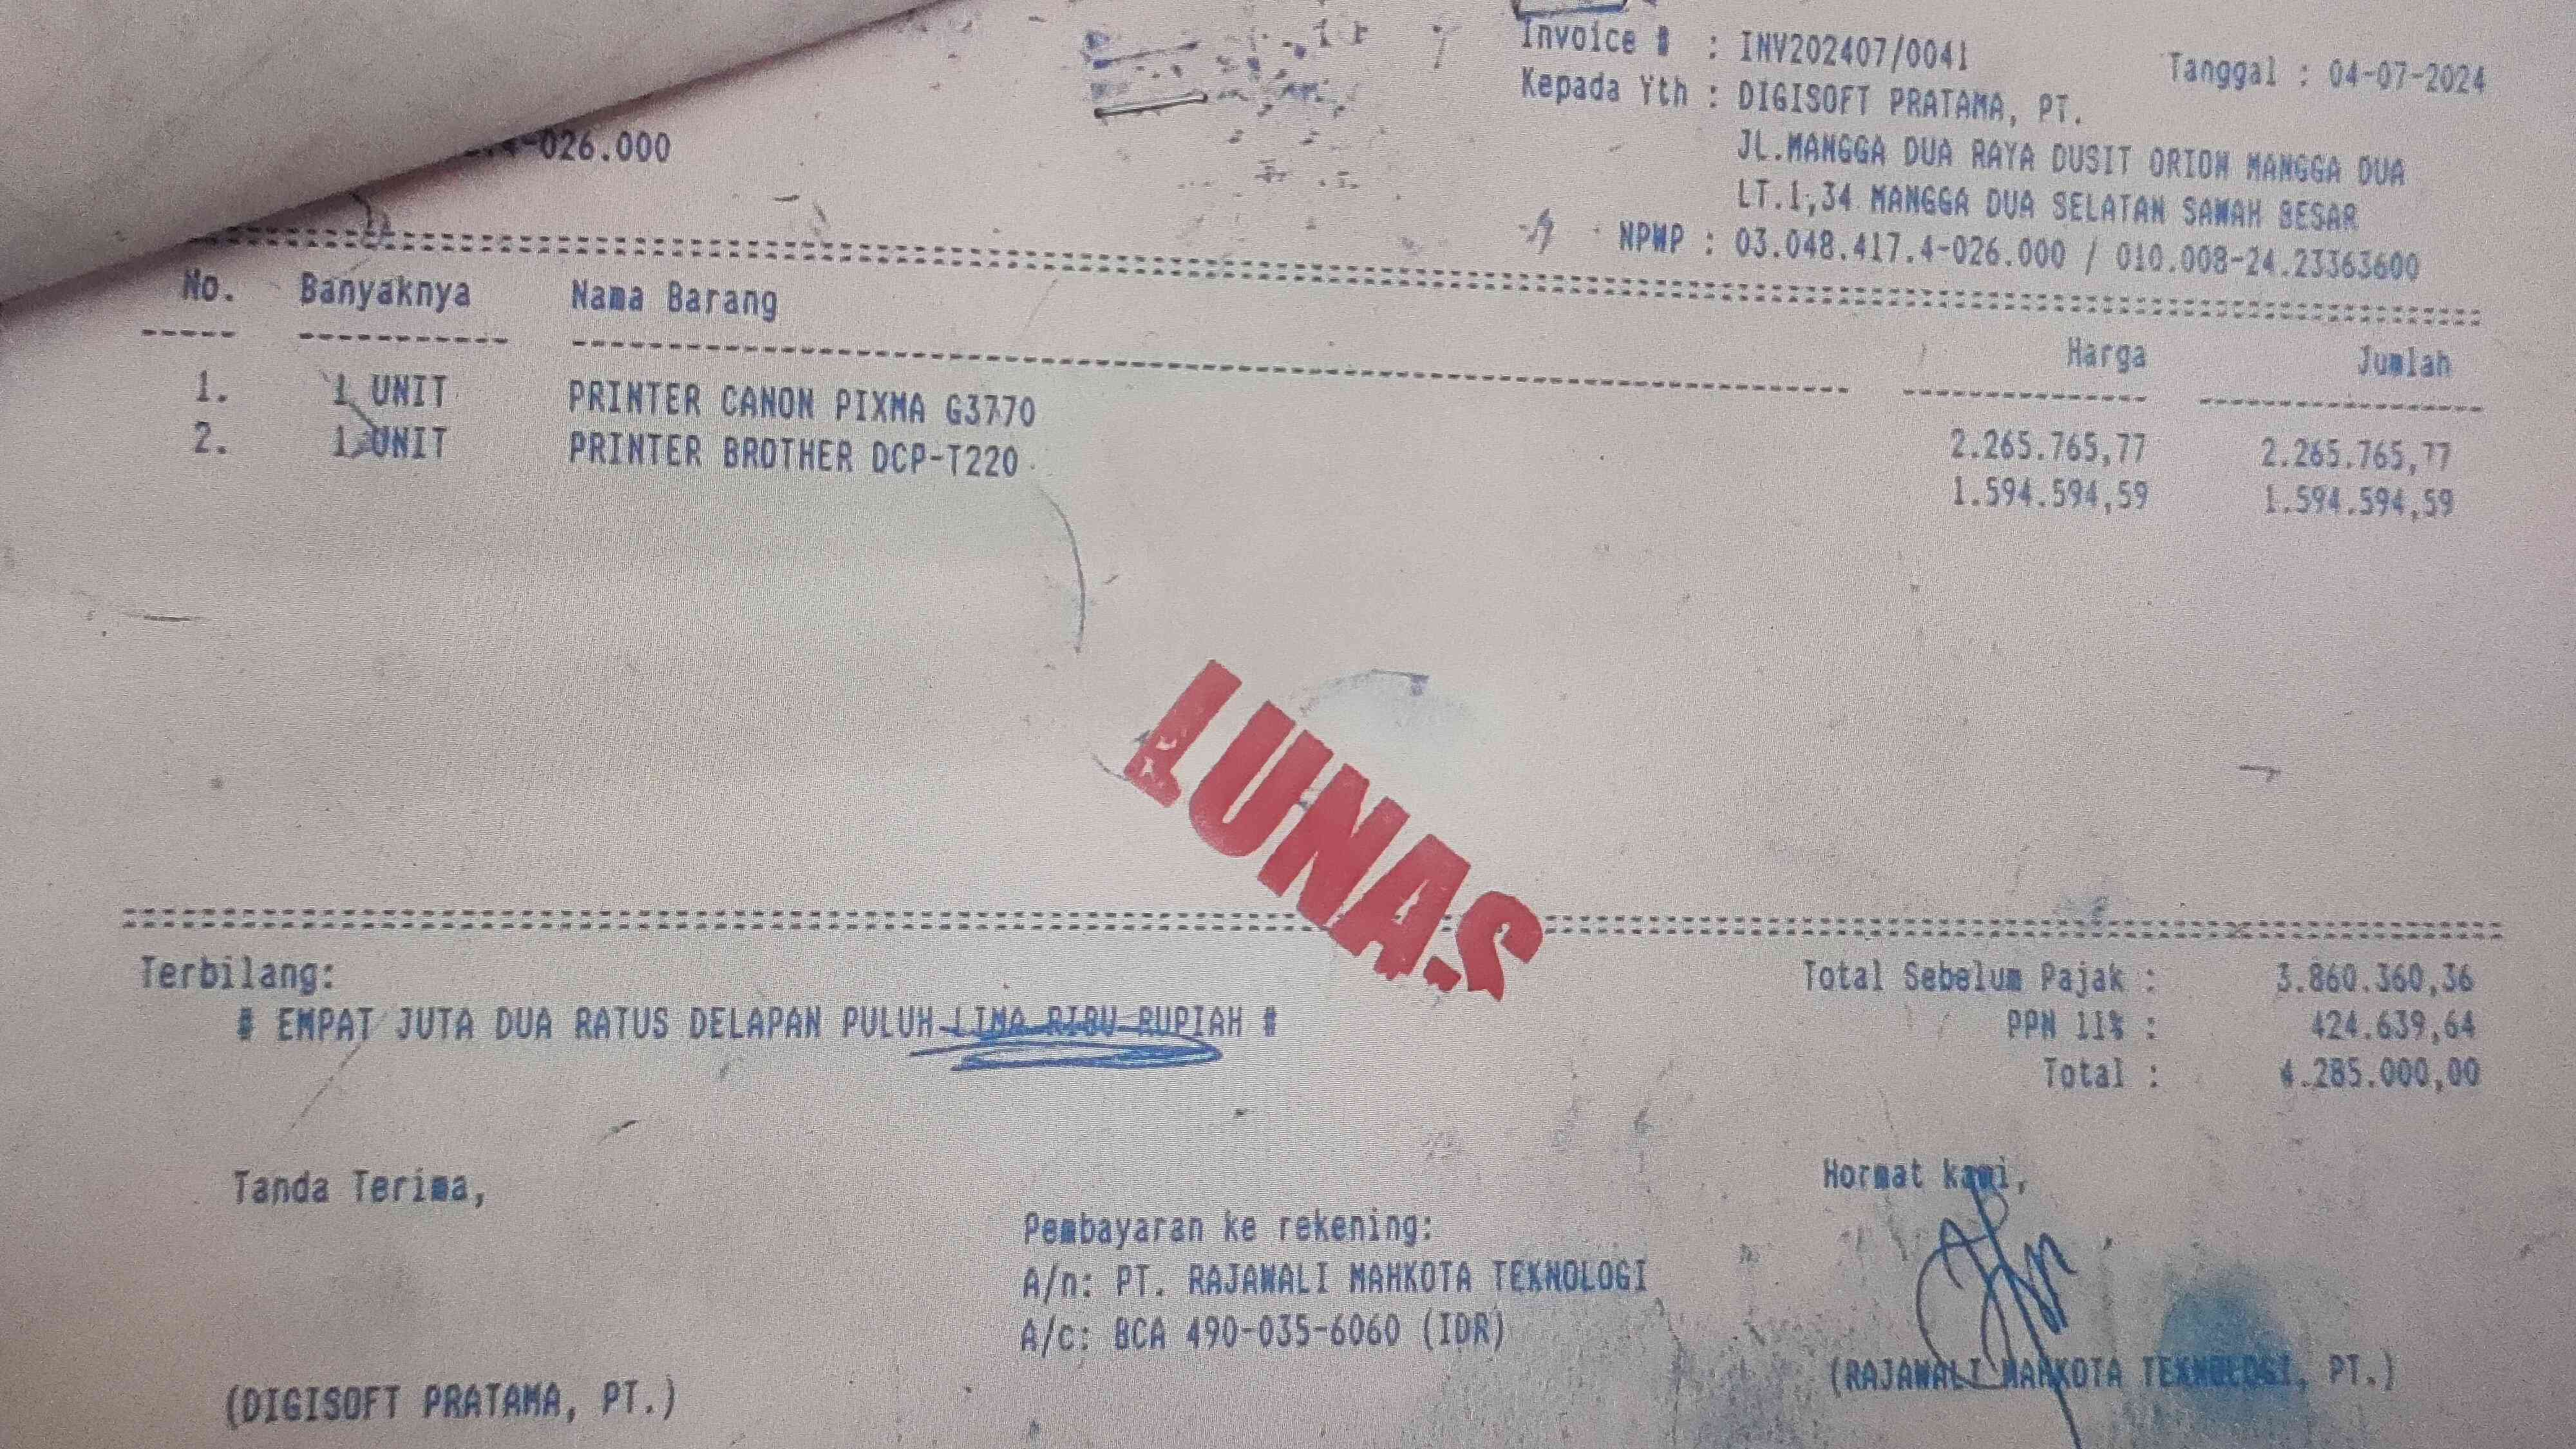 Invoice # : INV202407/0041
Tanggal : 04-07-2024
Kepada Yth : DIGISOFT PRATAMA, PT.
JL.MANGGA DUA RAYA DUSIT ORION MANGGA DUA
LT.1,34 MANGGA DUA SELATAN SAWAH BESAR
NPWP : 03.048.417.4-026.000 / 010.008-24.23363600
-026.000
No. Banyaknya Nama Barang Harga Jumlah
1. 1 UNIT PRINTER CANON PIXMA G3770 2.265.765,77 2.265.765,77
2. 1 UNIT PRINTER BROTHER DCP-T220 1.594.594,59 1.594.594,59
LUNAS
Terbilang:
# EMPAT JUTA DUA RATUS DELAPAN PULUH LIMA RIBU RUPIAH #
Total Sebelum Pajak : 3.860.360,36
PPN 11% : 424.639,64
Total : 4.285.000,00
Tanda Terima,
Hormat kami,
Pembayaran ke rekening:
A/n: PT. RAJAWALI MAHKOTA TEKNOLOGI
A/c: BCA 490-035-6060 (IDR)
(DIGISOFT PRATAMA, PT.)
(RAJAWALI MAHKOTA TEKNOLOGI, PT.)